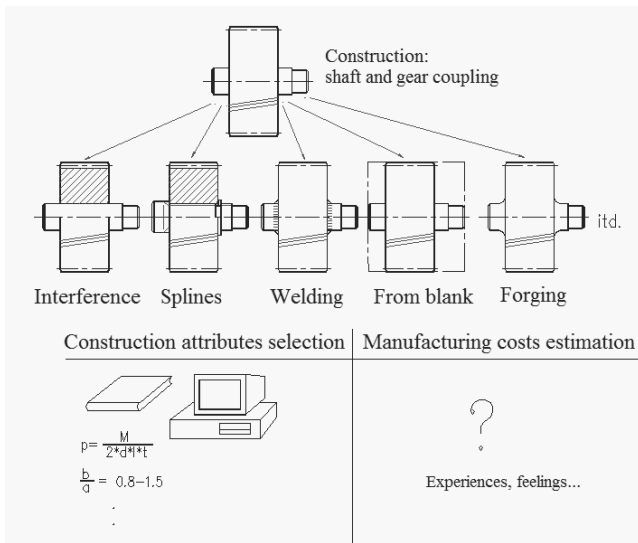 Construction:
shaft and gear coupling
itd.
Interference Splines Welding From blank Forging
Construction attributes selection Manufacturing costs estimation
p= M
2*d*l*t
b
a = 0.8-1.5
.
.
?
Experiences, feelings...